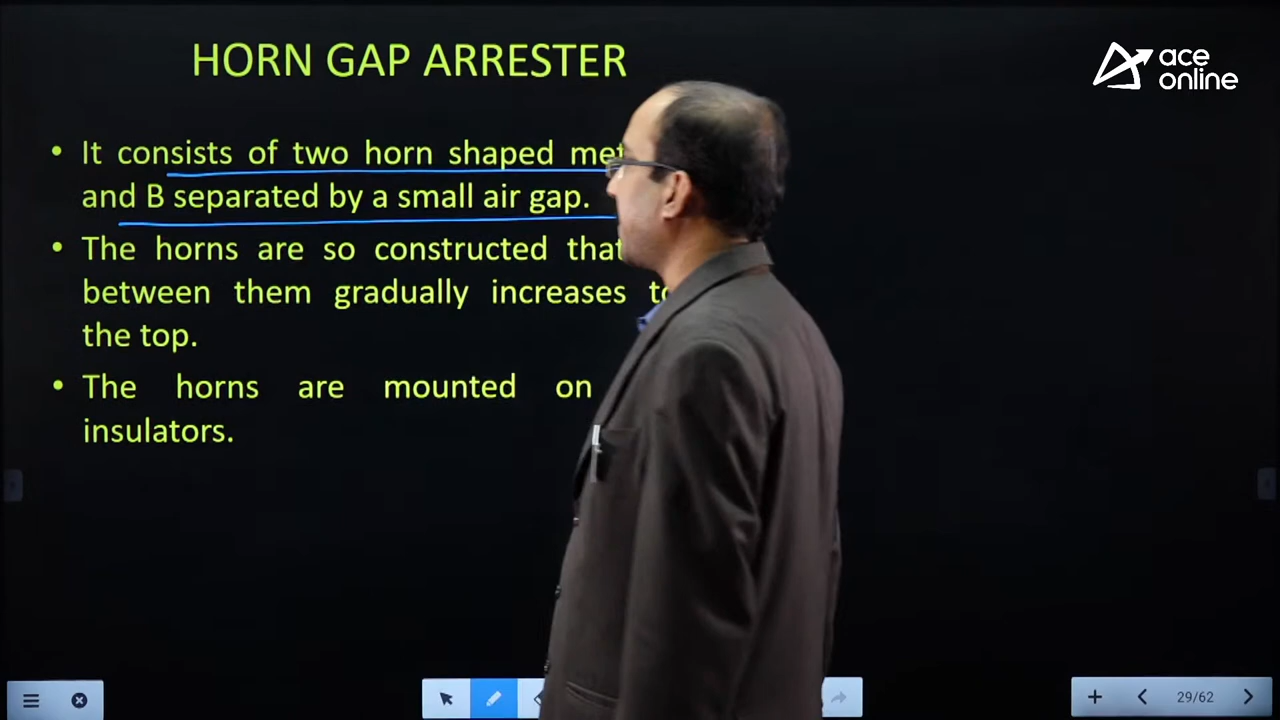 HORN GAP ARRESTER
ace
online
• It consists of two horn shaped
and B separated by a small air gap.
• The horns are so constructed that
between them gradually increases
the top.
• The horns are mounted on
insulators.
29/62